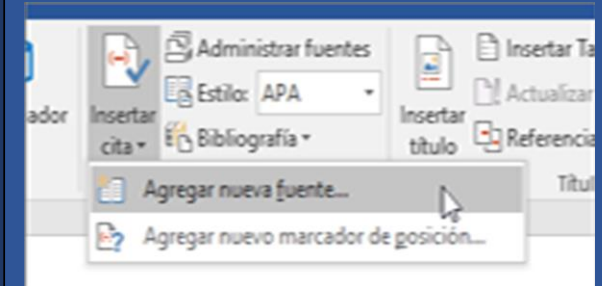 Administrar fuentes
Insertar Ta
Estilo: APA
Actualizar
ador
Insertar
cita
Bibliografía
Insertar
título
Referencia
Agregar nueva fuente...
Títul
Agregar nuevo marcador de posición...